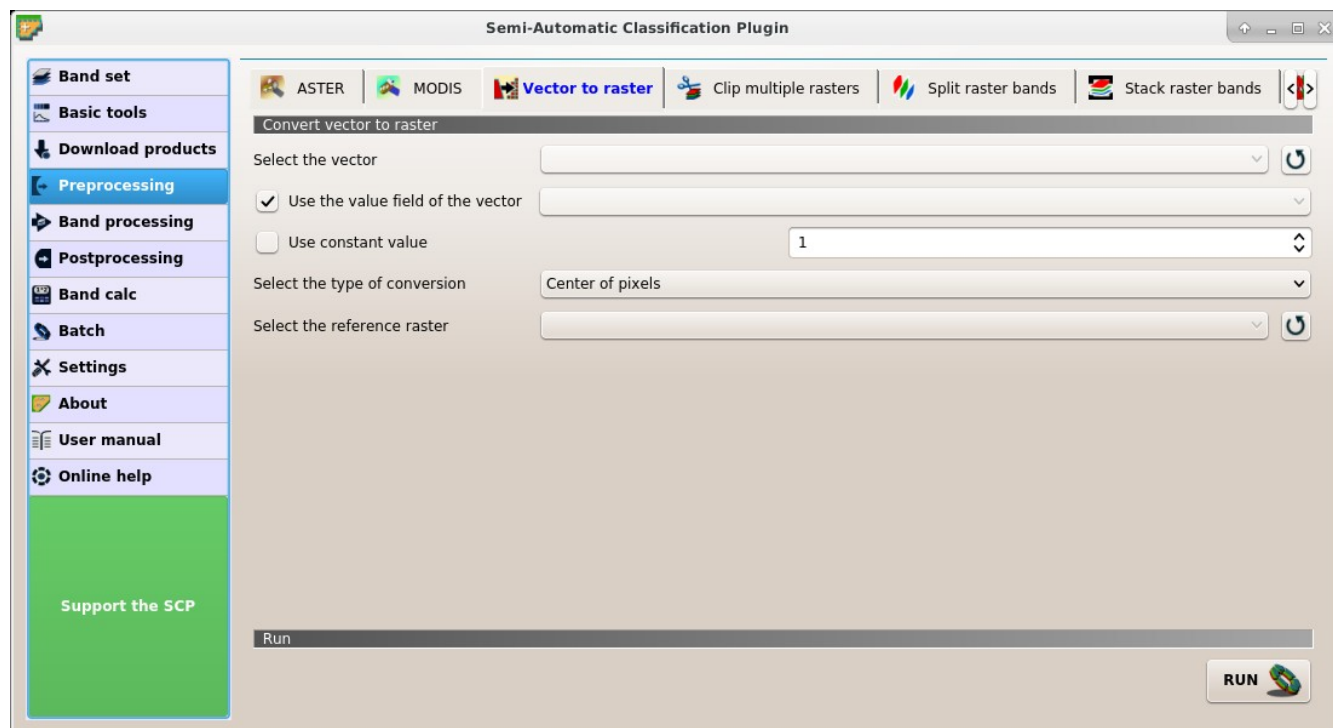 Semi-Automatic Classification Plugin
Band set
Basic tools
Download products
Preprocessing
Band processing
Postprocessing
Band calc
Batch
Settings
About
User manual
Online help
Support the SCP
ASTER MODIS Vector to raster Clip multiple rasters Split raster bands Stack raster bands
Convert vector to raster
Select the vector
Use the value field of the vector
Use constant value 1
Select the type of conversion Center of pixels
Select the reference raster
Run
RUN